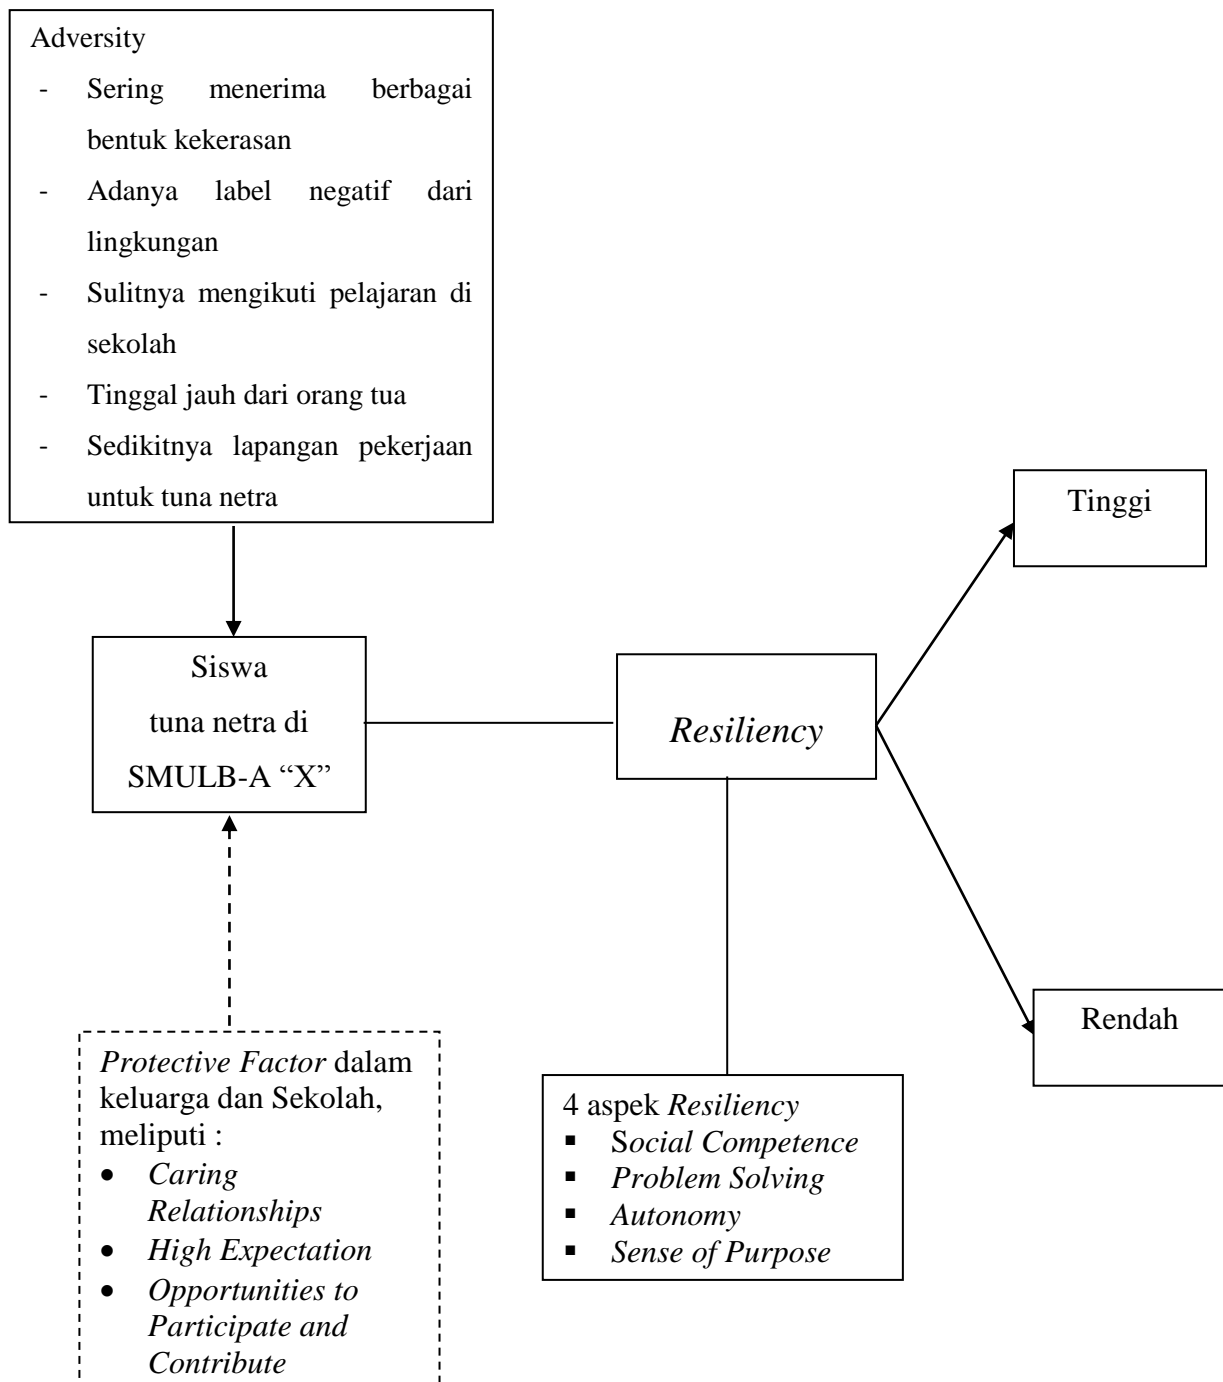 Adversity
- Sering menerima berbagai
bentuk kekerasan
- Adanya label negatif dari
lingkungan
- Sulitnya mengikuti pelajaran di
sekolah
- Tinggal jauh dari orang tua
- Sedikitnya lapangan pekerjaan
untuk tuna netra
Tinggi
Siswa
tuna netra di
SMULB-A “X”
Resiliency
Rendah
Protective Factor dalam
keluarga dan Sekolah,
meliputi :
• Caring
Relationships
• High Expectation
• Opportunities to
Participate and
Contribute
4 aspek Resiliency
▪ Social Competence
▪ Problem Solving
▪ Autonomy
▪ Sense of Purpose